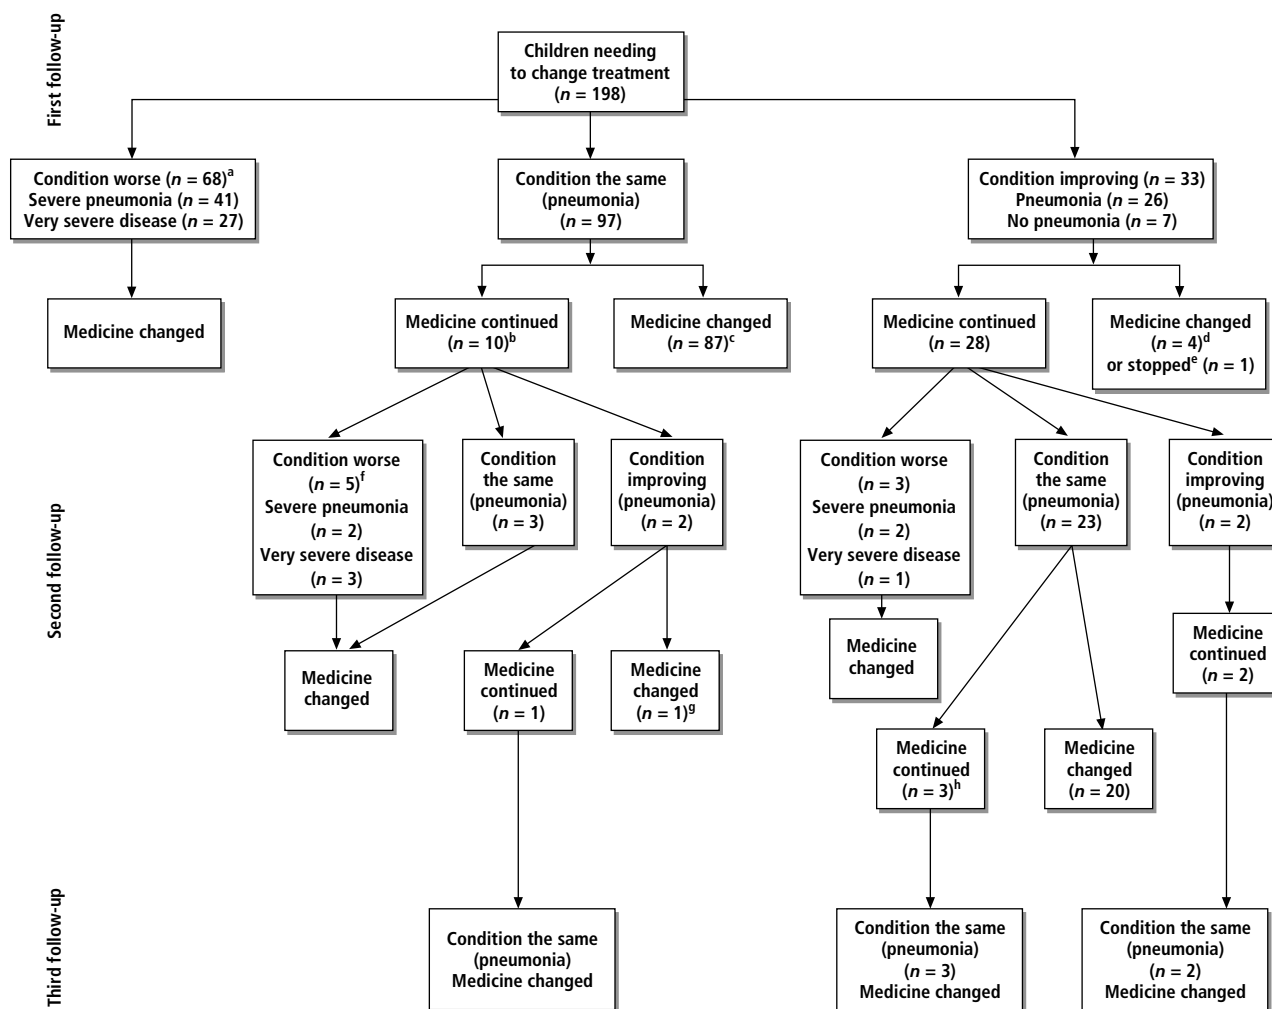 First follow-up
Children needing
to change treatment
(n = 198)
Condition worse (n = 68)a
Severe pneumonia (n = 41)
Very severe disease (n = 27)
Condition the same
(pneumonia)
(n = 97)
Condition improving (n = 33)
Pneumonia (n = 26)
No pneumonia (n = 7)
Medicine changed
Medicine continued
(n = 10)b
Medicine changed
(n = 87)c
Medicine continued
(n = 28)
Medicine changed
(n = 4)d
or stoppede (n = 1)
Second follow-up
Condition worse
(n = 5)f
Severe pneumonia
(n = 2)
Very severe disease
(n = 3)
Condition
the same
(pneumonia)
(n = 3)
Condition
improving
(pneumonia)
(n = 2)
Condition worse
(n = 3)
Severe pneumonia
(n = 2)
Very severe disease
(n = 1)
Condition
the same
(pneumonia)
(n = 23)
Condition
improving
(pneumonia)
(n = 2)
Medicine
changed
Medicine
continued
(n = 1)
Medicine
changed
(n = 1)g
Medicine
changed
Medicine
continued
(n = 2)
Medicine
continued
(n = 3)h
Medicine
changed
(n = 20)
Third follow-up
Condition the same
(pneumonia)
Medicine changed
Condition the same
(pneumonia)
(n = 3)
Medicine changed
Condition the same
(pneumonia)
(n = 2)
Medicine changed